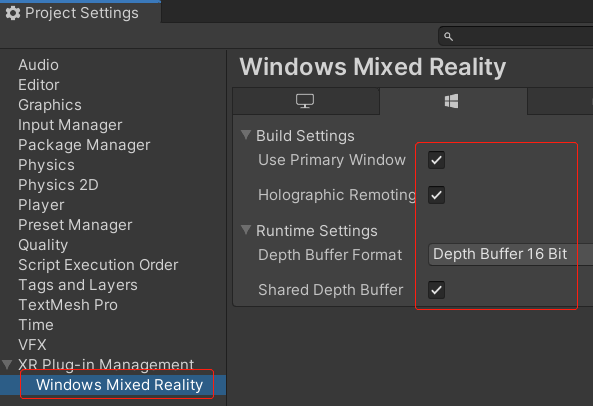 Project Settings
Audio
Editor
Graphics
Input Manager
Package Manager
Physics
Physics 2D
Player
Preset Manager
Quality
Script Execution Order
Tags and Layers
TextMesh Pro
Time
VFX
XR Plug-in Management
Windows Mixed Reality
Windows Mixed Reality
Build Settings
Use Primary Window
Holographic Remoting
Runtime Settings
Depth Buffer Format Depth Buffer 16 Bit
Shared Depth Buffer